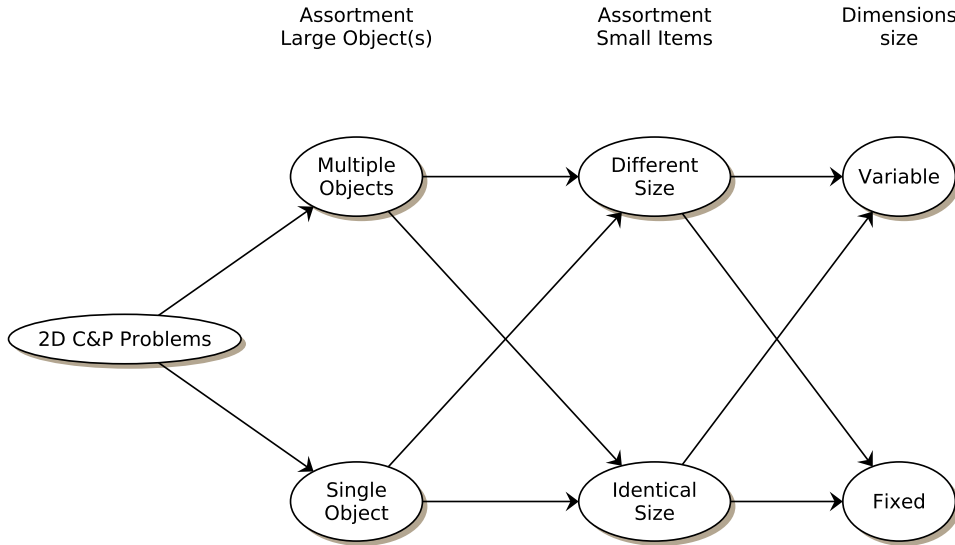 Assortment
Large Object(s)
Assortment
Small Items
Dimensions
size
Multiple
Objects
Different
Size
Variable
2D C&P Problems
Single
Object
Identical
Size
Fixed